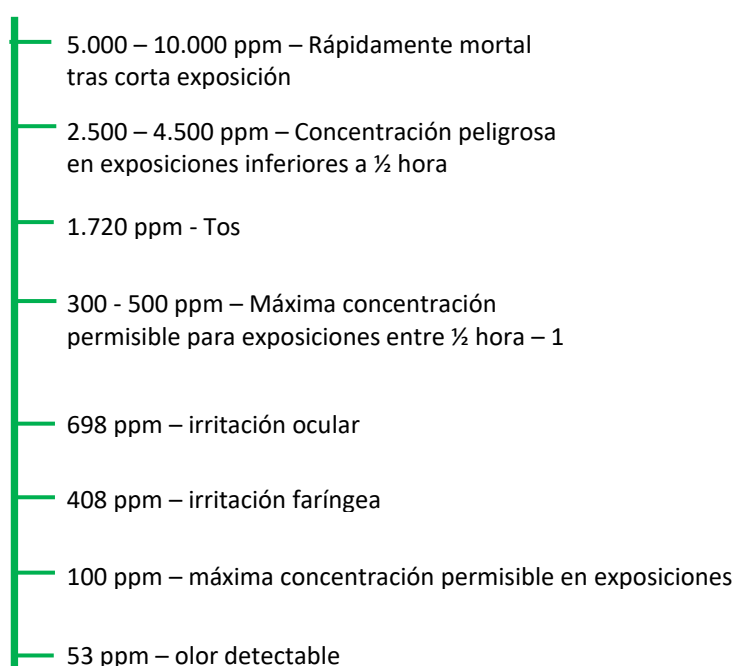 5.000 – 10.000 ppm – Rápidamente mortal
tras corta exposición
2.500 – 4.500 ppm – Concentración peligrosa
en exposiciones inferiores a ½ hora
1.720 ppm - Tos
300 - 500 ppm – Máxima concentración
permisible para exposiciones entre ½ hora – 1
698 ppm – irritación ocular
408 ppm – irritación faríngea
100 ppm – máxima concentración permisible en exposiciones
53 ppm – olor detectable